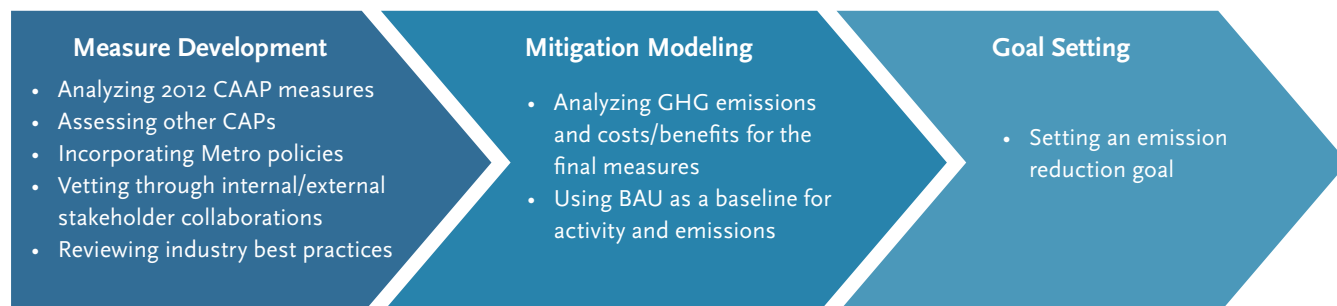 Measure Development
• Analyzing 2012 CAAP measures
• Assessing other CAPs
• Incorporating Metro policies
• Vetting through internal/external
stakeholder collaborations
• Reviewing industry best practices
Mitigation Modeling
• Analyzing GHG emissions
and costs/benefits for the
final measures
• Using BAU as a baseline for
activity and emissions
Goal Setting
• Setting an emission
reduction goal